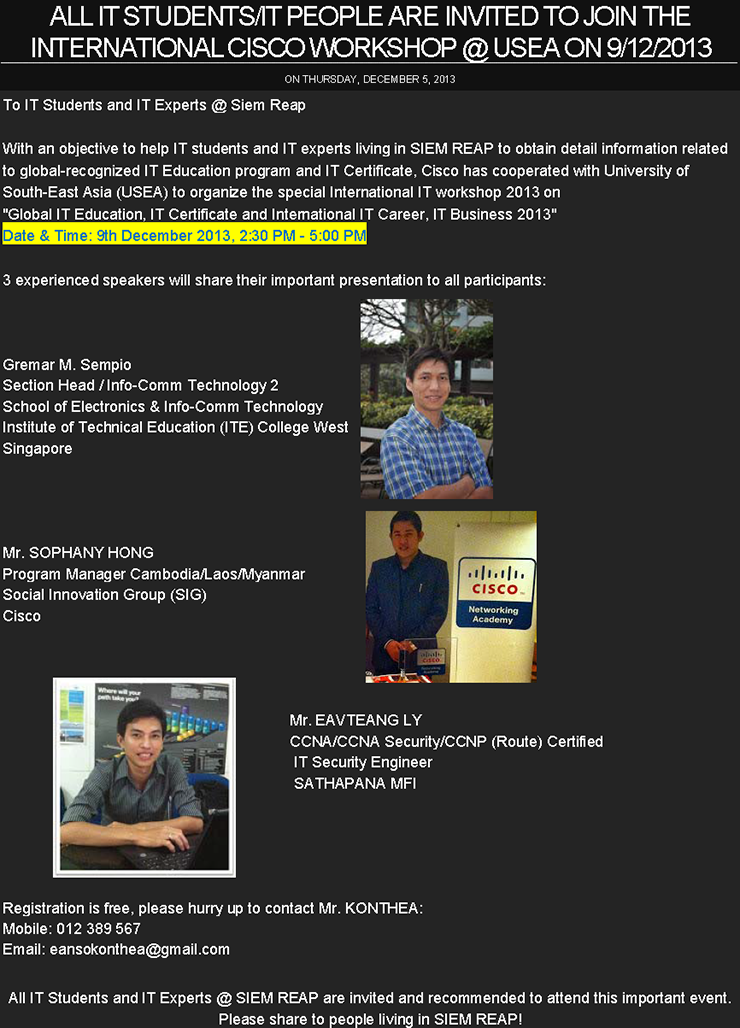 ALL IT STUDENTS/IT PEOPLE ARE INVITED TO JOIN THE
INTERNATIONAL CISCO WORKSHOP @ USEA ON 9/12/2013
ON THURSDAY, DECEMBER 5, 2013
To IT Students and IT Experts @ Siem Reap
With an objective to help IT students and IT experts living in SIEM REAP to obtain detail information related
to global-recognized IT Education program and IT Certificate, Cisco has cooperated with University of
South-East Asia (USEA) to organize the special International IT workshop 2013 on
"Global IT Education, IT Certificate and International IT Career, IT Business 2013"
Date & Time: 9th December 2013, 2:30 PM - 5:00 PM
3 experienced speakers will share their important presentation to all participants:
Gremar M. Sempio
Section Head / Info-Comm Technology 2
School of Electronics & Info-Comm Technology
Institute of Technical Education (ITE) College West
Singapore
Mr. SOPHANY HONG
Program Manager Cambodia/Laos/Myanmar
Social Innovation Group (SIG)
Cisco
CISCO
Networking
Academy
CISCO
Networking
Academy
Where will your
path take you?
Mr. EAVTEANG LY
CCNA/CCNA Security/CCNP (Route) Certified
IT Security Engineer
SATHAPANA MFI
Registration is free, please hurry up to contact Mr. KONTHEA:
Mobile: 012 389 567
Email: eansokonthea@gmail.com
All IT Students and IT Experts @ SIEM REAP are invited and recommended to attend this important event.
Please share to people living in SIEM REAP!